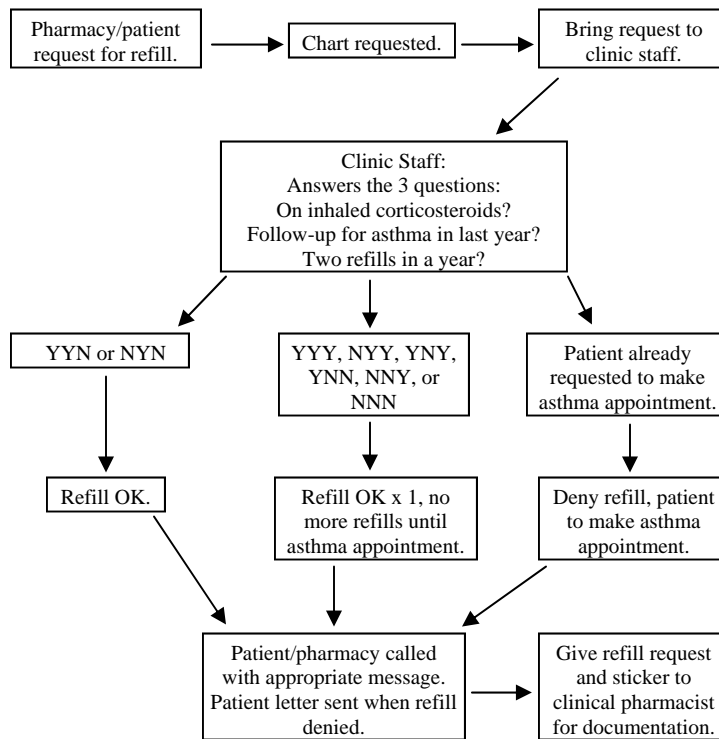 Pharmacy/patient
request for refill.
Chart requested.
Bring request to
clinic staff.
Clinic Staff:
Answers the 3 questions:
On inhaled corticosteroids?
Follow-up for asthma in last year?
Two refills in a year?
YYN or NYN
YYY, NYY, YNY,
YNN, NNY, or
NNN
Patient already
requested to make
asthma appointment.
Refill OK.
Refill OK x 1, no
more refills until
asthma appointment.
Deny refill, patient
to make asthma
appointment.
Patient/pharmacy called
with appropriate message.
Patient letter sent when refill
denied.
Give refill request
and sticker to
clinical pharmacist
for documentation.